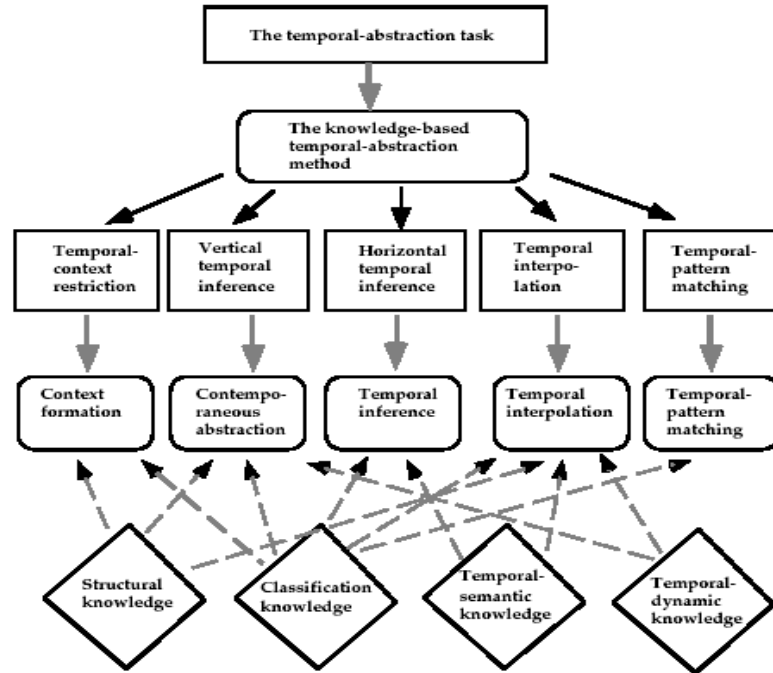 The temporal-abstraction task
The knowledge-based
temporal-abstraction
method
Temporal-
context
restriction
Vertical
temporal
inference
Horizontal
temporal
inference
Temporal
interpo-
lation
Temporal-
pattern
matching
Context
formation
Contempo-
raneous
abstraction
Temporal
inference
Temporal
interpolation
Temporal-
pattern
matching
Structural
knowledge
Classification
knowledge
Temporal-
semantic
knowledge
Temporal-
dynamic
knowledge